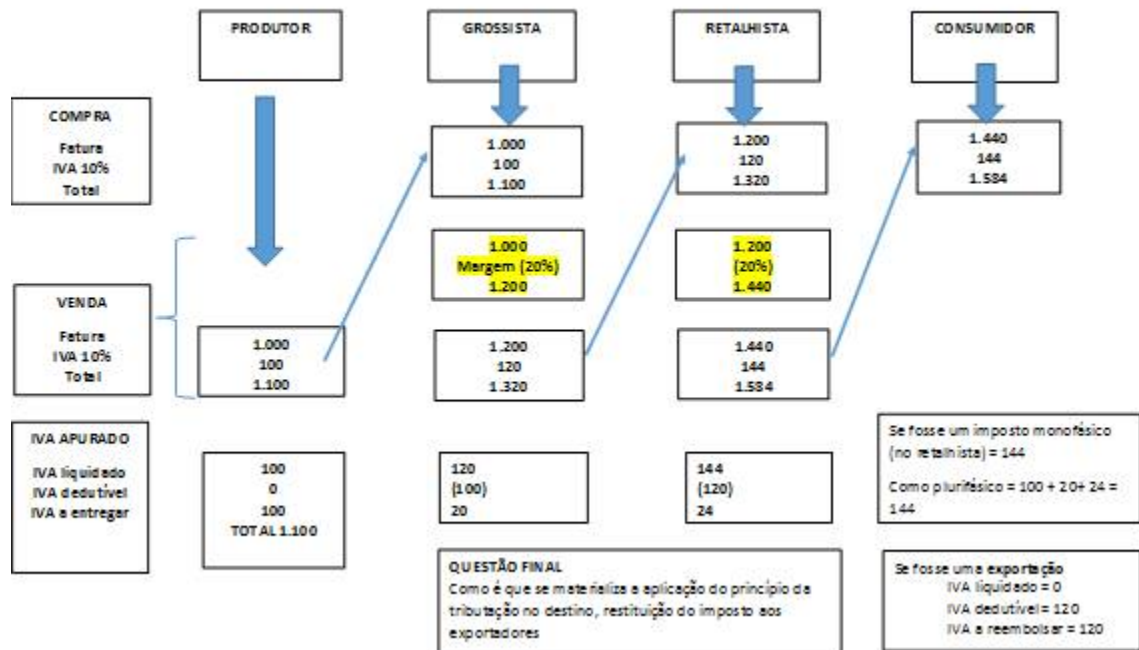 PRODUTOR
GROSSISTA
RETALHISTA
CONSUMIDOR
COMPRA
Fatura
IVA 10%
Total
1.000
100
1.100
1.200
120
1.320
1.440
144
1.584
1.000
Margem (20%)
1.200
1.200
(20%)
1.440
VENDA
Fatura
IVA 10%
Total
1.000
100
1.100
1.200
120
1.320
1.440
144
1.584
IVA APURADO
IVA liquidado
IVA dedutível
IVA a entregar
100
0
100
TOTAL 1.100
120
(100)
20
144
(120)
24
Se fosse um imposto monofásico
(no retalhista) = 144
Como plurifásico = 100 + 20+ 24 =
144
QUESTÃO FINAL
Como é que se materializa a aplicação do princípio da
tributação no destino, restituição do imposto aos
exportadores
Se fosse uma exportação
IVA liquidado = 0
IVA dedutível = 120
IVA a reembolsar = 120